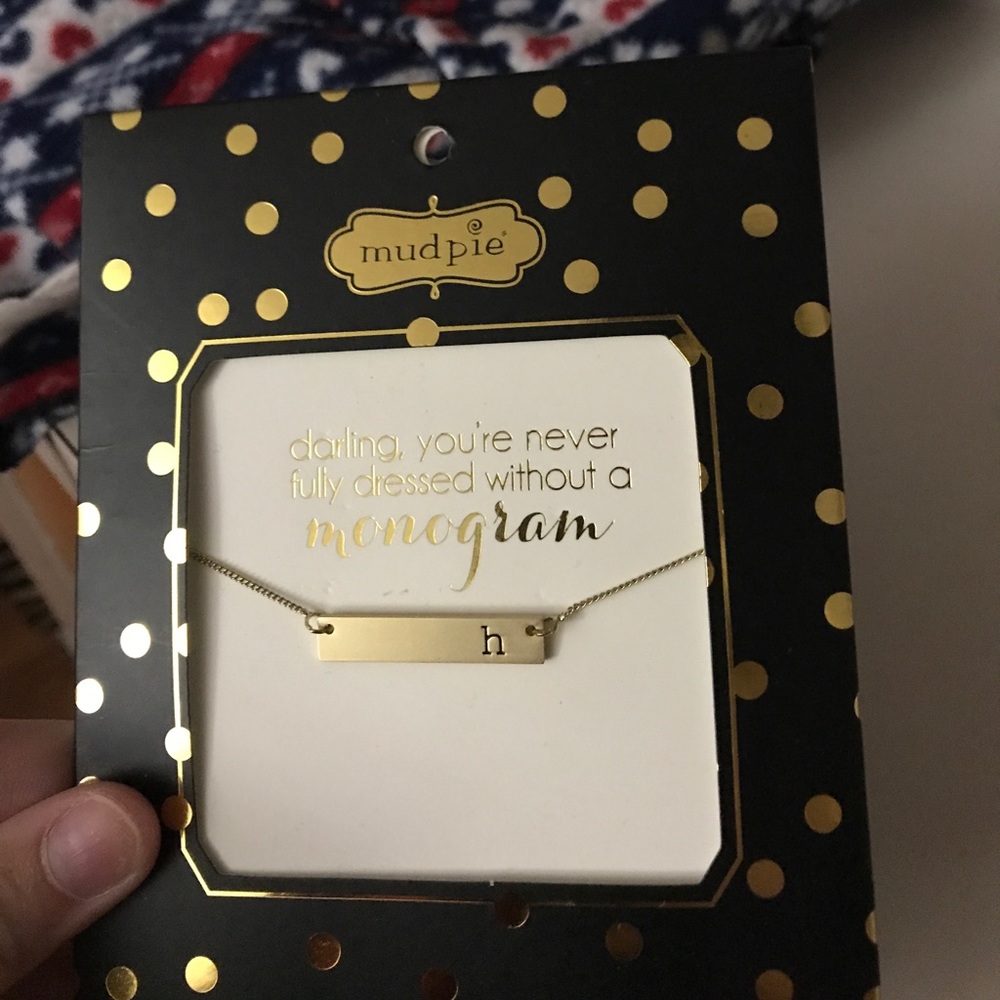 mudpie
darling, you're never
fully dressed without a
monogram
h